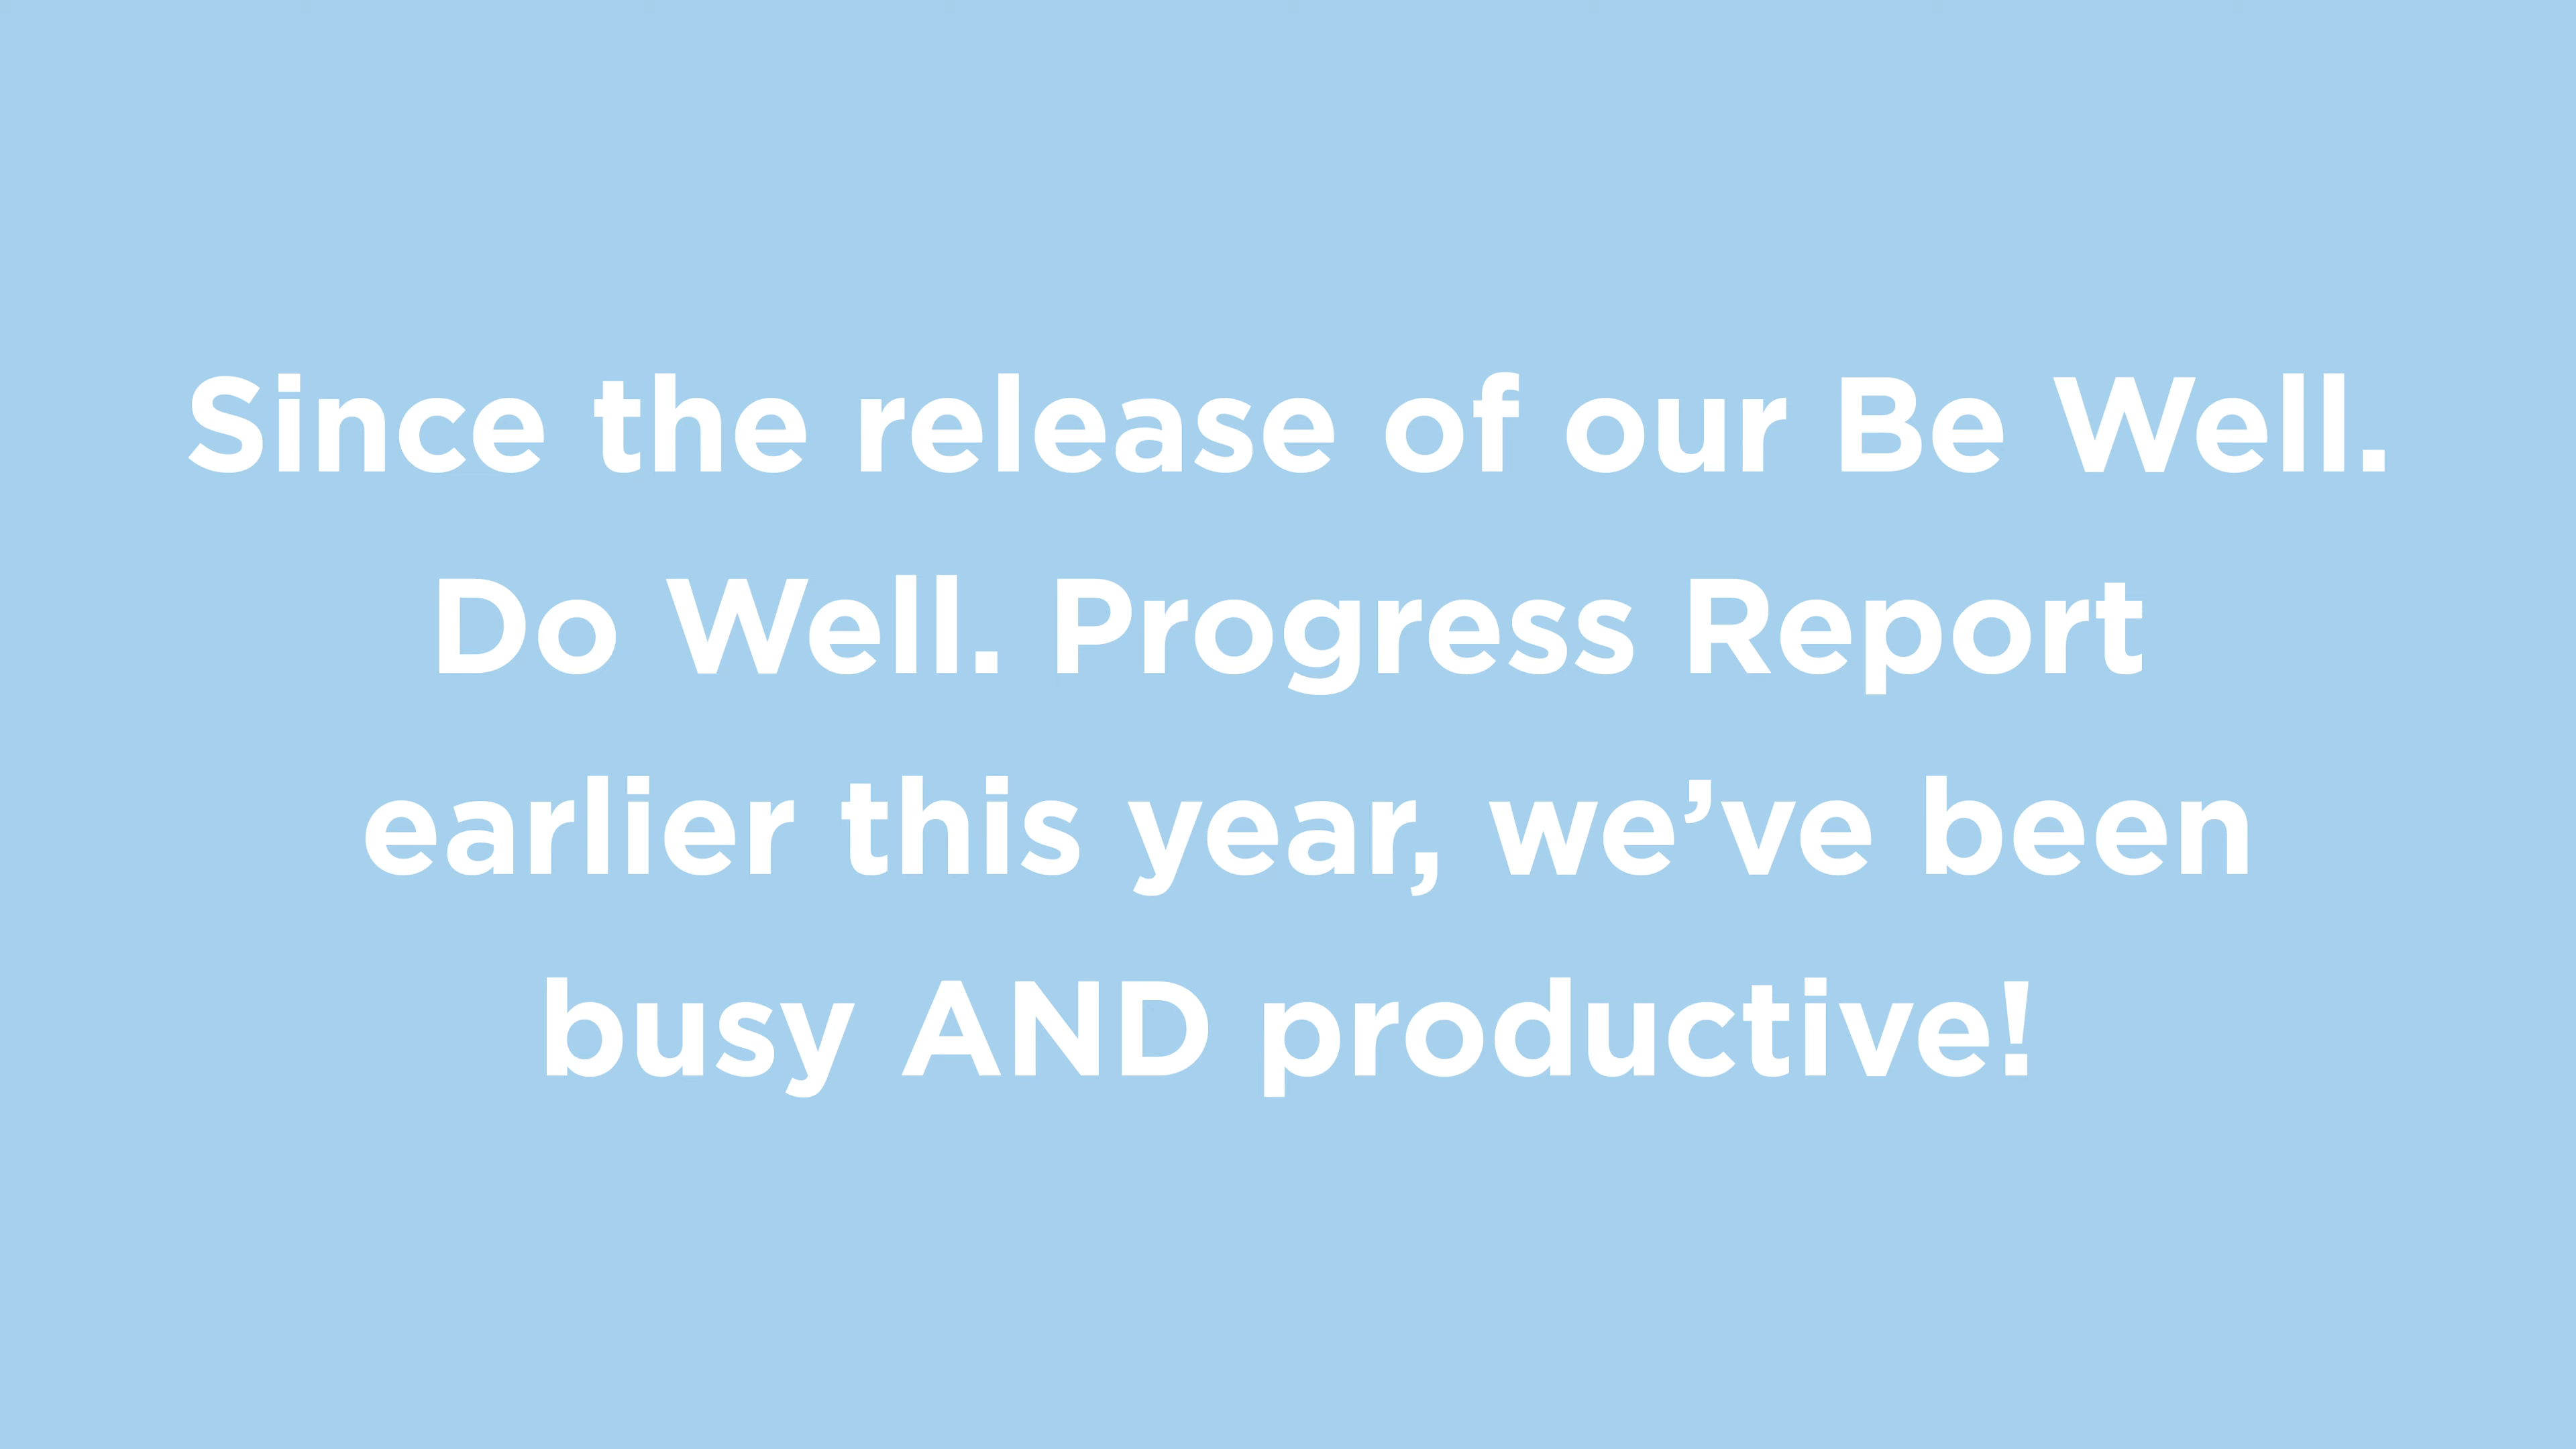 Since the release of our Be Well.
Do Well. Progress Report
earlier this year, we’ve been
busy AND productive!